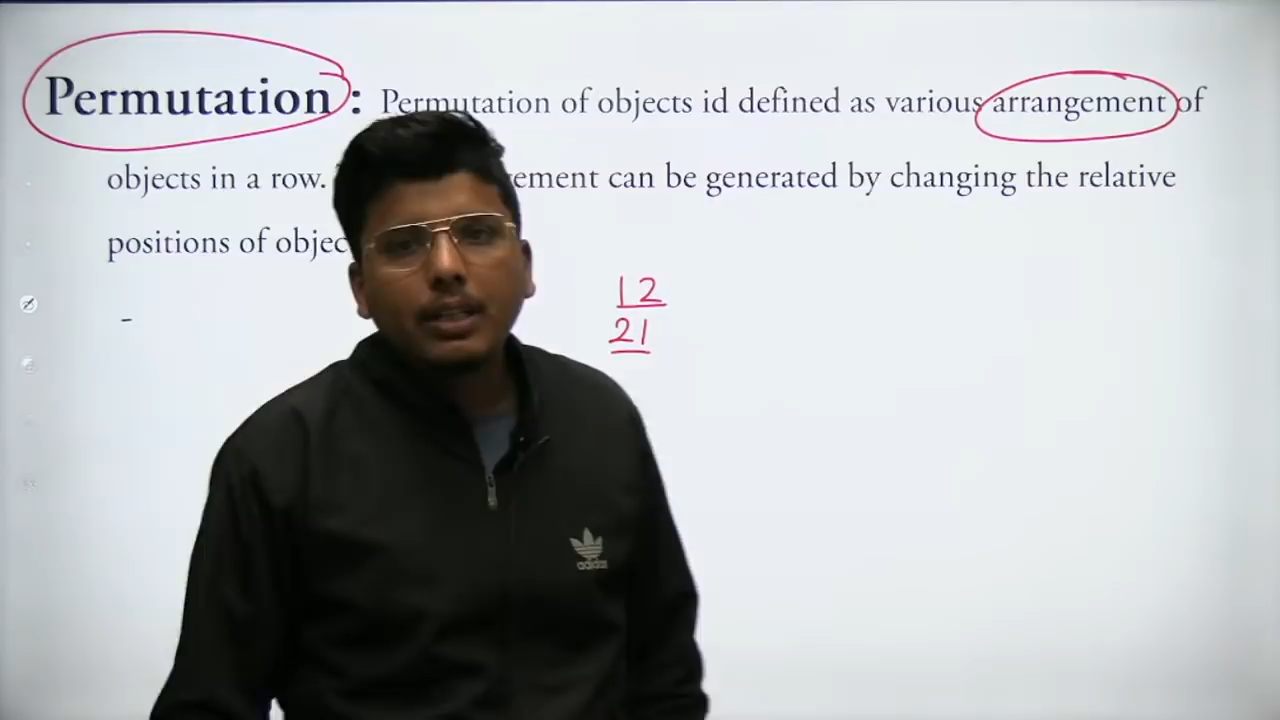 Permutation : Permutation of objects id defined as various arrangement of
objects in a row. ement can be generated by changing the relative
positions of objec
-
12
21
adidas